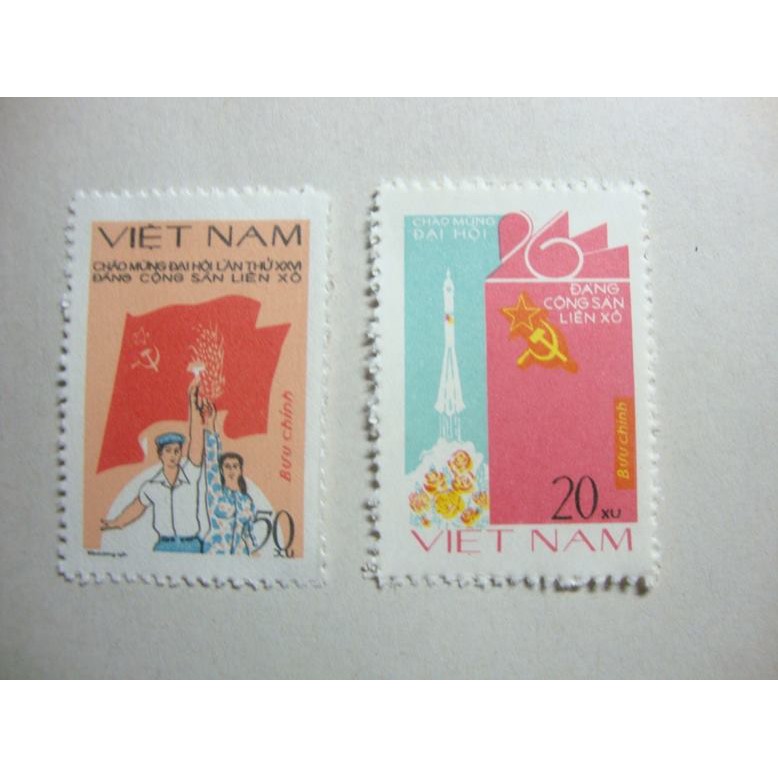 VIỆT NAM
CHÀO MỪNG ĐẠI HỘI LẦN THỨ XXVI
ĐẢNG CỘNG SẢN LIÊN XÔ
Bưu chính
50
XU
CHÀO MỪNG
ĐẠI HỘI
26
ĐẢNG
CỘNG SẢN
LIÊN XÔ
Bưu chính
20 XU
VIỆT NAM